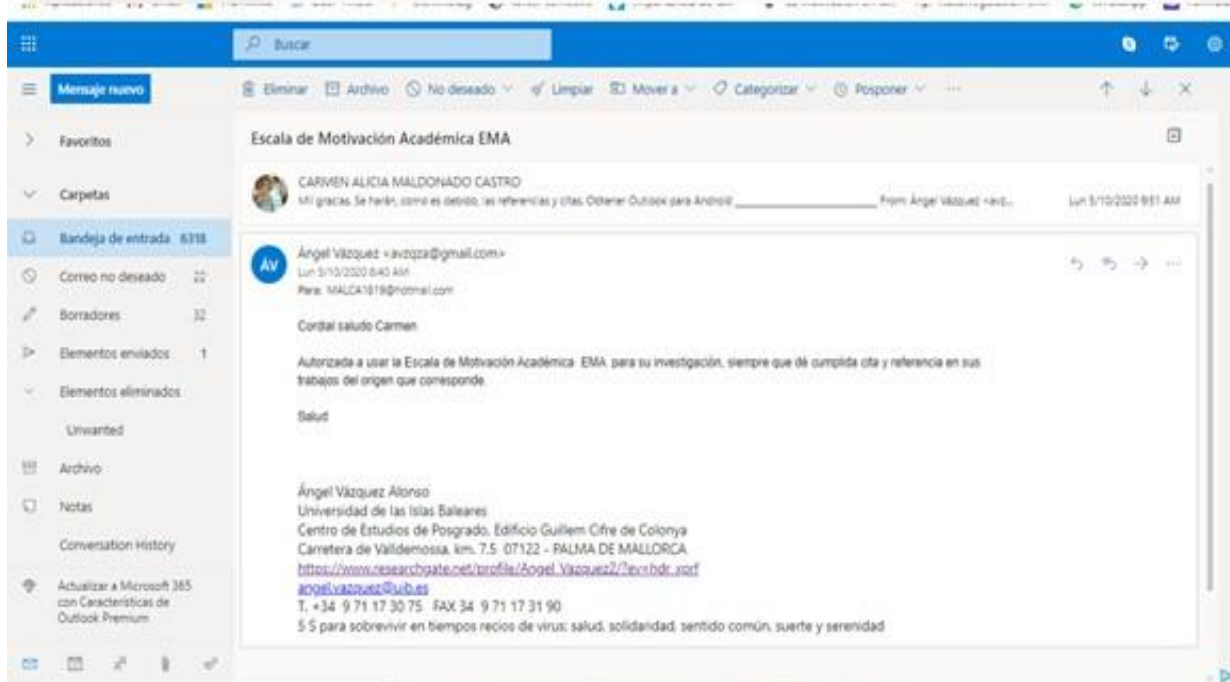 Buscar
Mensaje nuevo
Eliminar Archivo No deseado Limpiar Mover a Categorizar Posponer ...
Favoritos
Carpetas
Bandeja de entrada 6318
Correo no deseado 22
Borradores 32
Elementos enviados 1
Elementos eliminados
Unwanted
Archivo
Notas
Conversation History
Actualizar a Microsoft 365
con Características de
Outlook Premium
Escala de Motivación Académica EMA
CARMEN ALICIA MALDONADO CASTRO
Mil gracias. Se harán, como es debido, las referencias y citas. Obtener Outlook para Android From: Ángel Vázquez Lun 5/10/2020 9:51 AM
AV
Ángel Vázquez <avzqza@gmail.com>
Lun 5/10/2020 8:40 AM
Para: MALCA1819@hotmail.com
Cordial saludo Carmen
Autorizada a usar la Escala de Motivación Académica EMA para su investigación, siempre que dé cumplida cita y referencia en sus
trabajos del origen que corresponde.
Salud
Ángel Vázquez Alonso
Universidad de las Islas Baleares
Centro de Estudios de Posgrado, Edificio Guillem Cifre de Colonya
Carretera de Valldemossa, km. 7.5 07122 - PALMA DE MALLORCA
https://www.researchgate.net/profile/Angel_Vazquez2/?ev=hdr_xprf
angel.vazquez@uib.es
T. +34 9 71 17 30 75 FAX 34 9 71 17 31 90
5 S para sobrevivir en tiempos recios de virus: salud, solidaridad, sentido común, suerte y serenidad